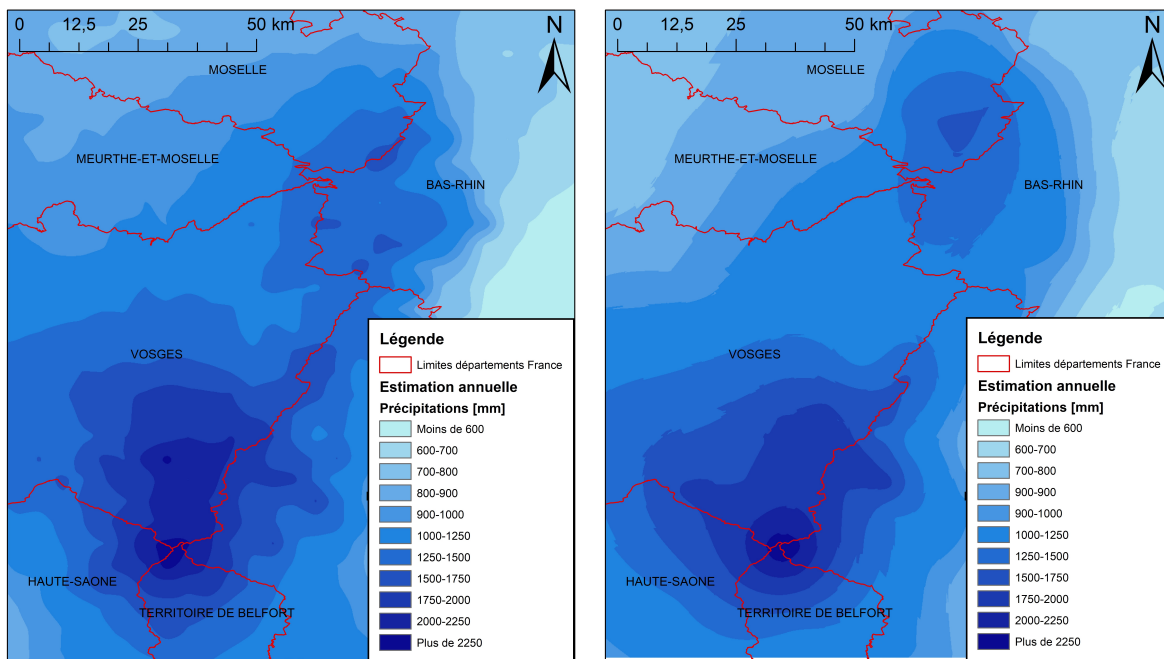 0 12,5 25 50 km
N
MOSELLE
MEURTHE-ET-MOSELLE
BAS-RHIN
VOSGES
HAUTE-SAONE
TERRITOIRE DE BELFORT
Légende
Limites départements France
Estimation annuelle
Précipitations [mm]
Moins de 600
600-700
700-800
800-900
900-1000
1000-1250
1250-1500
1500-1750
1750-2000
2000-2250
Plus de 2250
0 12,5 25 50 km
N
MOSELLE
MEURTHE-ET-MOSELLE
BAS-RHIN
VOSGES
HAUTE-SAONE
TERRITOIRE DE BELFORT
Légende
Limites départements France
Estimation annuelle
Précipitations [mm]
Moins de 600
600-700
700-800
900-900
900-1000
1000-1250
1250-1500
1500-1750
1750-2000
2000-2250
Plus de 2250